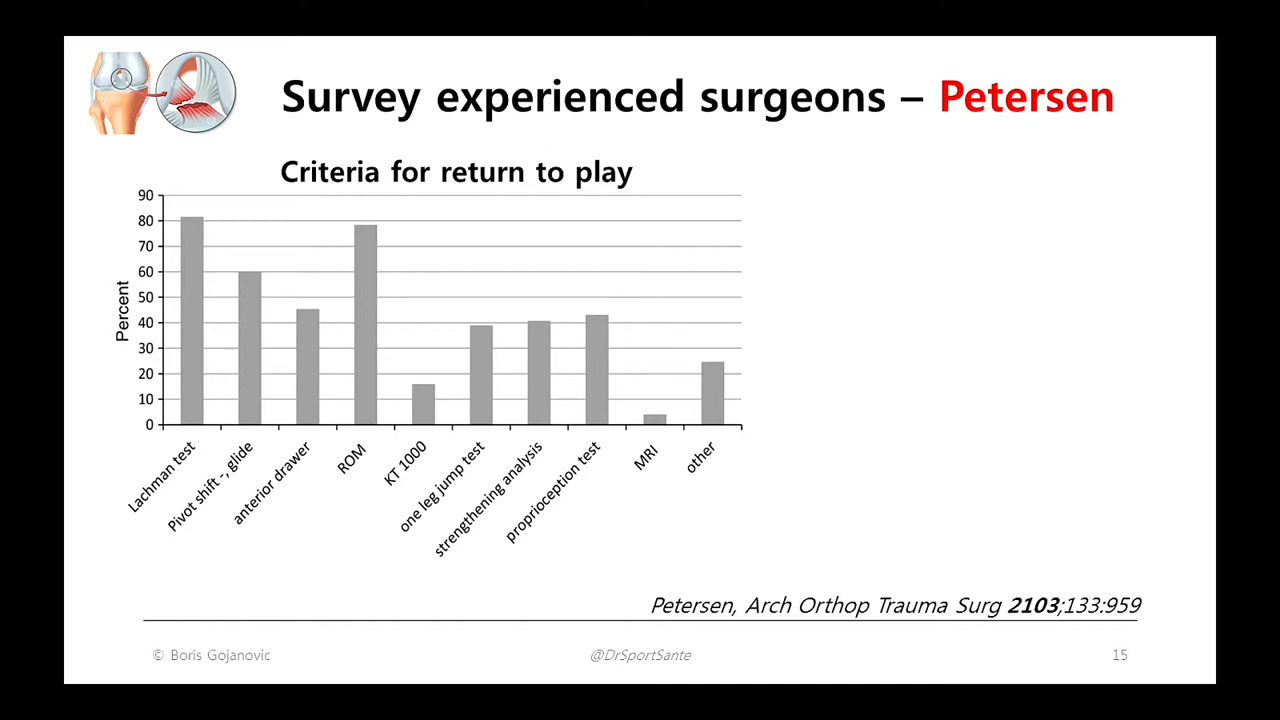 Survey experienced surgeons – Petersen
Criteria for return to play
90
80
70
60
50
40
30
20
10
0
Percent
Lachman test
Pivot shift -, glide
anterior drawer
ROM
KT 1000
one leg jump test
strengthening analysis
proprioception test
MRI
other
Petersen, Arch Orthop Trauma Surg 2103;133:959
© Boris Gojanovic
@DrSportSante
15